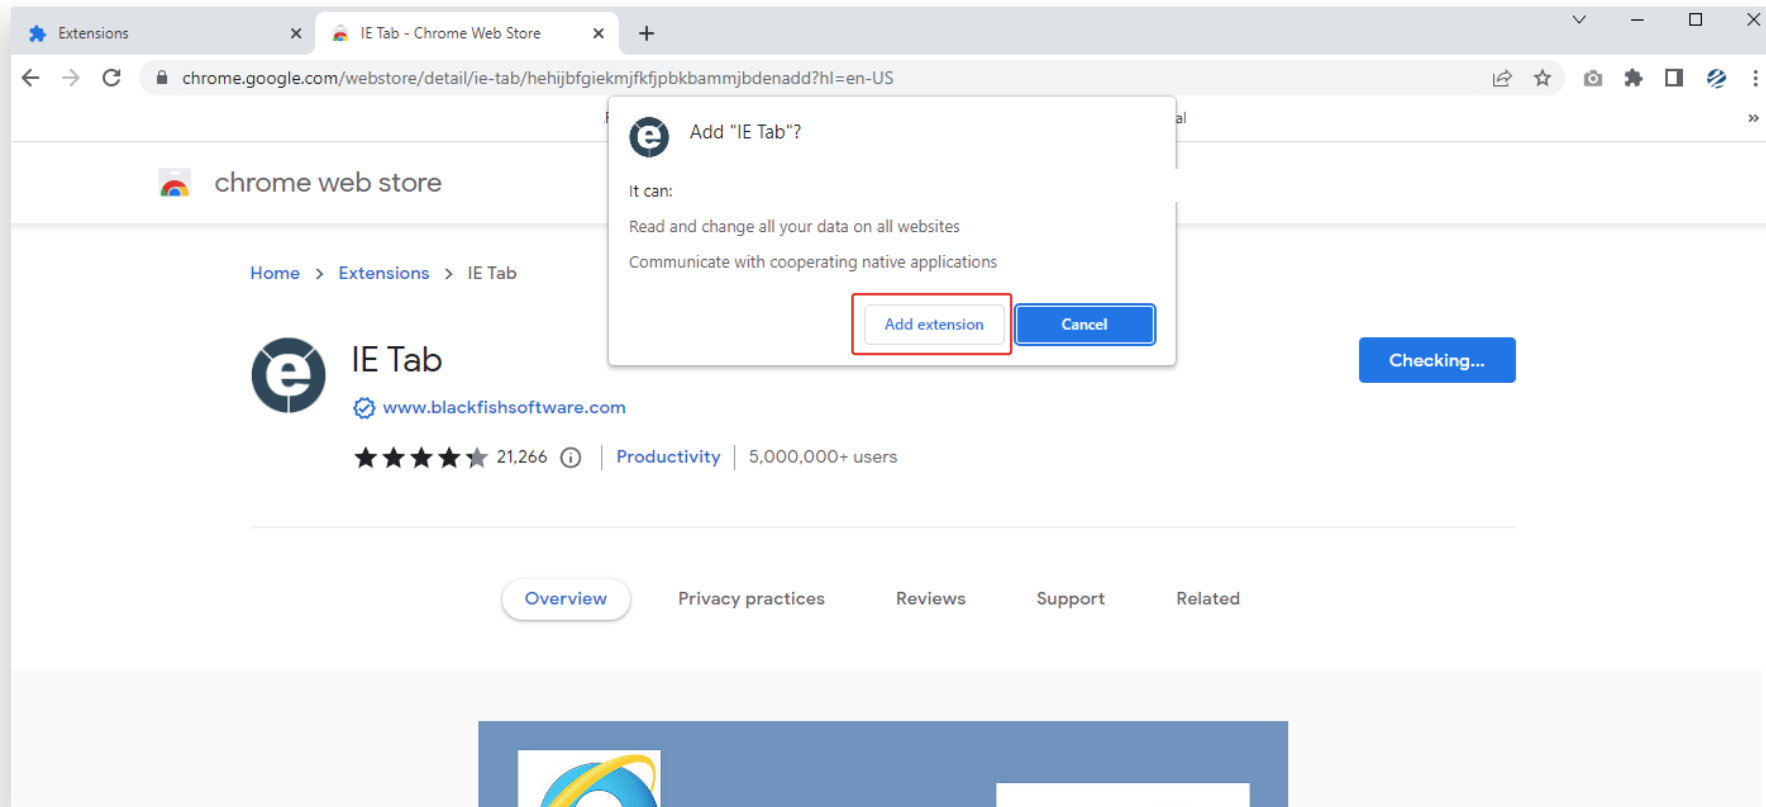 Extensions
IE Tab - Chrome Web Store
chrome.google.com/webstore/detail/ie-tab/hehijbfgiekmjfkfjpbkbammjbdenadd?hl=en-US
al
Add "IE Tab"?
It can:
Read and change all your data on all websites
Communicate with cooperating native applications
Add extension
Cancel
chrome web store
Home > Extensions > IE Tab
IE Tab
Checking...
www.blackfishsoftware.com
21,266
Productivity
5,000,000+ users
Overview
Privacy practices
Reviews
Support
Related